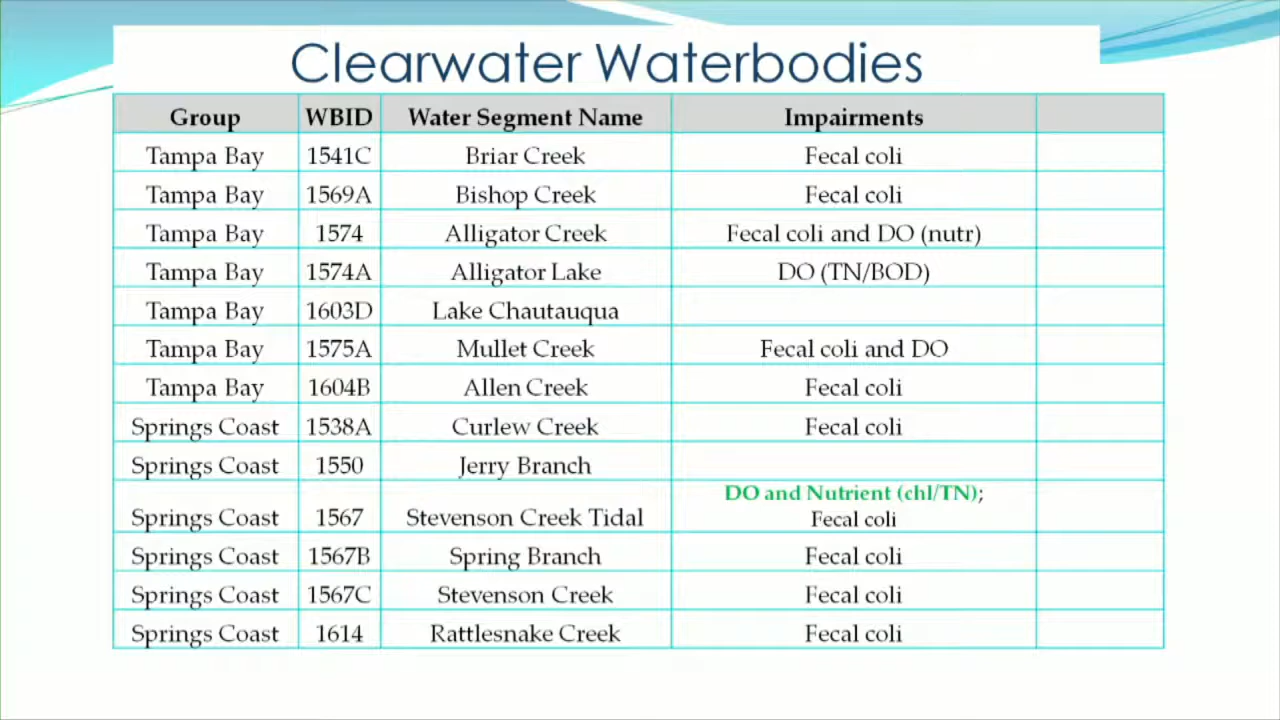 Clearwater Waterbodies
Group WBID Water Segment Name Impairments
Tampa Bay 1541C Briar Creek Fecal coli
Tampa Bay 1569A Bishop Creek Fecal coli
Tampa Bay 1574 Alligator Creek Fecal coli and DO (nutr)
Tampa Bay 1574A Alligator Lake DO (TN/BOD)
Tampa Bay 1603D Lake Chautauqua
Tampa Bay 1575A Mullet Creek Fecal coli and DO
Tampa Bay 1604B Allen Creek Fecal coli
Springs Coast 1538A Curlew Creek Fecal coli
Springs Coast 1550 Jerry Branch
DO and Nutrient (chl/TN);
Springs Coast 1567 Stevenson Creek Tidal Fecal coli
Springs Coast 1567B Spring Branch Fecal coli
Springs Coast 1567C Stevenson Creek Fecal coli
Springs Coast 1614 Rattlesnake Creek Fecal coli